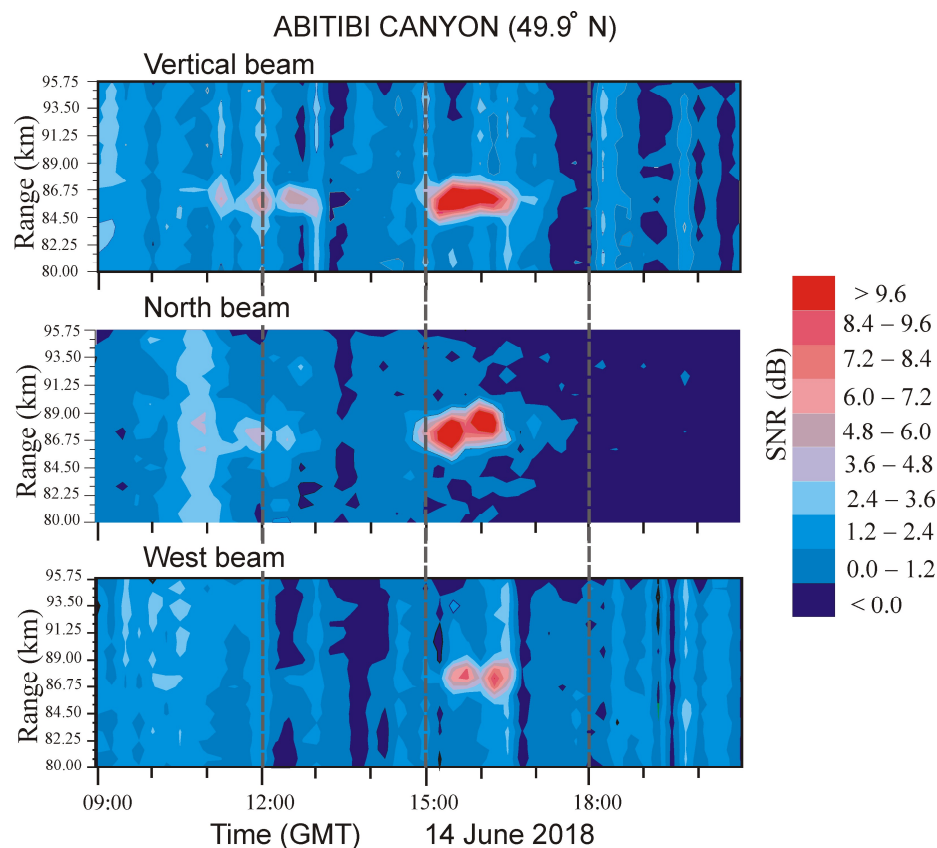 ABITIBI CANYON (49.9° N)
Vertical beam
Range (km)
95.75
93.50
91.25
89.00
86.75
84.50
82.25
80.00
North beam
Range (km)
95.75
93.50
91.25
89.00
86.75
84.50
82.25
80.00
West beam
Range (km)
95.75
93.50
91.25
89.00
86.75
84.50
82.25
80.00
09:00 12:00 15:00 18:00
Time (GMT) 14 June 2018
SNR (dB)
> 9.6
8.4 – 9.6
7.2 – 8.4
6.0 – 7.2
4.8 – 6.0
3.6 – 4.8
2.4 – 3.6
1.2 – 2.4
0.0 – 1.2
< 0.0